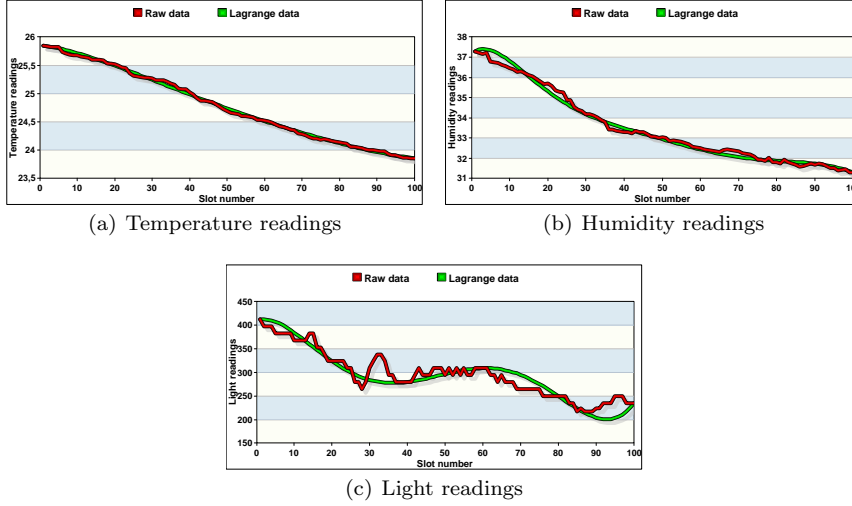 Raw data Lagrange data
Temperature readings
26
25,5
25
24,5
24
23,5
0 10 20 30 40 50 60 70 80 90 100
Slot number
(a) Temperature readings
Raw data Lagrange data
Humidity readings
38
37
36
35
34
33
32
31
0 10 20 30 40 50 60 70 80 90 100
Slot number
(b) Humidity readings
Raw data Lagrange data
Light readings
450
400
350
300
250
200
150
0 10 20 30 40 50 60 70 80 90 100
Slot number
(c) Light readings